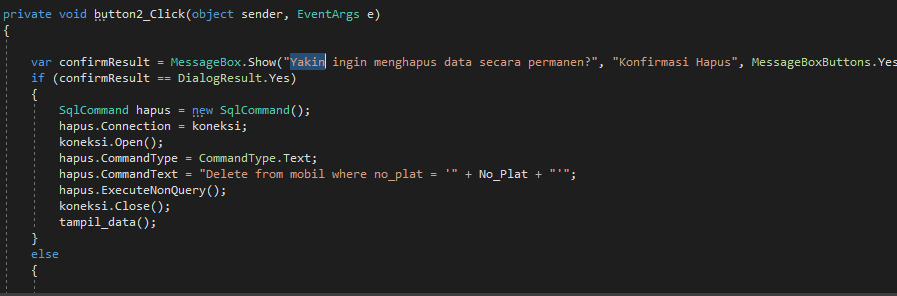 private void button2_Click(object sender, EventArgs e)
{
var confirmResult = MessageBox.Show("Yakin ingin menghapus data secara permanen?", "Konfirmasi Hapus", MessageBoxButtons.Yes
if (confirmResult == DialogResult.Yes)
{
SqlCommand hapus = new SqlCommand();
hapus.Connection = koneksi;
koneksi.Open();
hapus.CommandType = CommandType.Text;
hapus.CommandText = "Delete from mobil where no_plat = '" + No_Plat + "'";
hapus.ExecuteNonQuery();
koneksi.Close();
tampil_data();
}
else
{